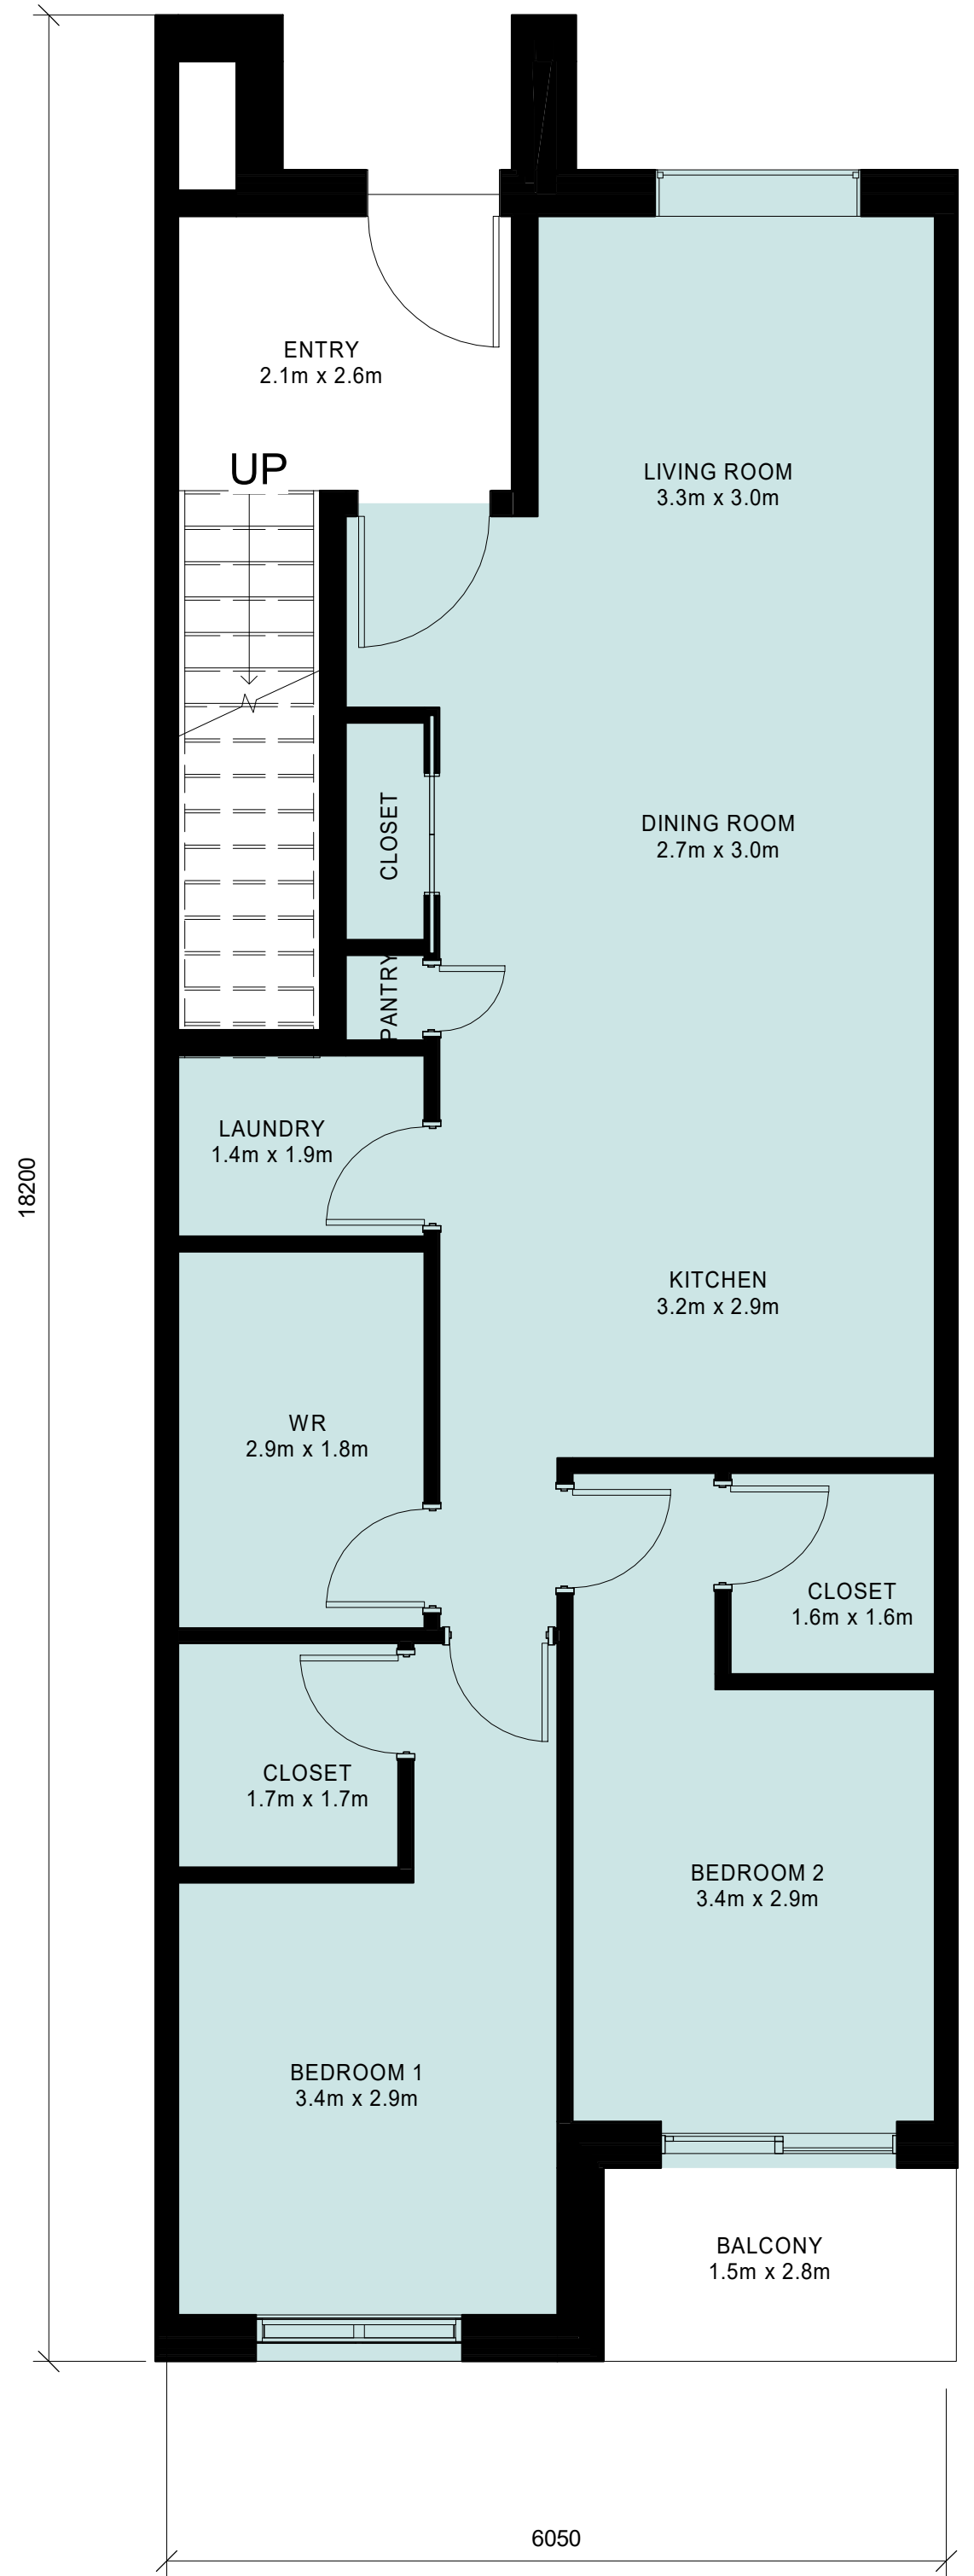 ENTRY
2.1m x 2.6m
UP
LIVING ROOM
3.3m x 3.0m
CLOSET
DINING ROOM
2.7m x 3.0m
PANTRY
LAUNDRY
1.4m x 1.9m
18200
KITCHEN
3.2m x 2.9m
WR
2.9m x 1.8m
CLOSET
1.6m x 1.6m
CLOSET
1.7m x 1.7m
BEDROOM 2
3.4m x 2.9m
BEDROOM 1
3.4m x 2.9m
BALCONY
1.5m x 2.8m
6050